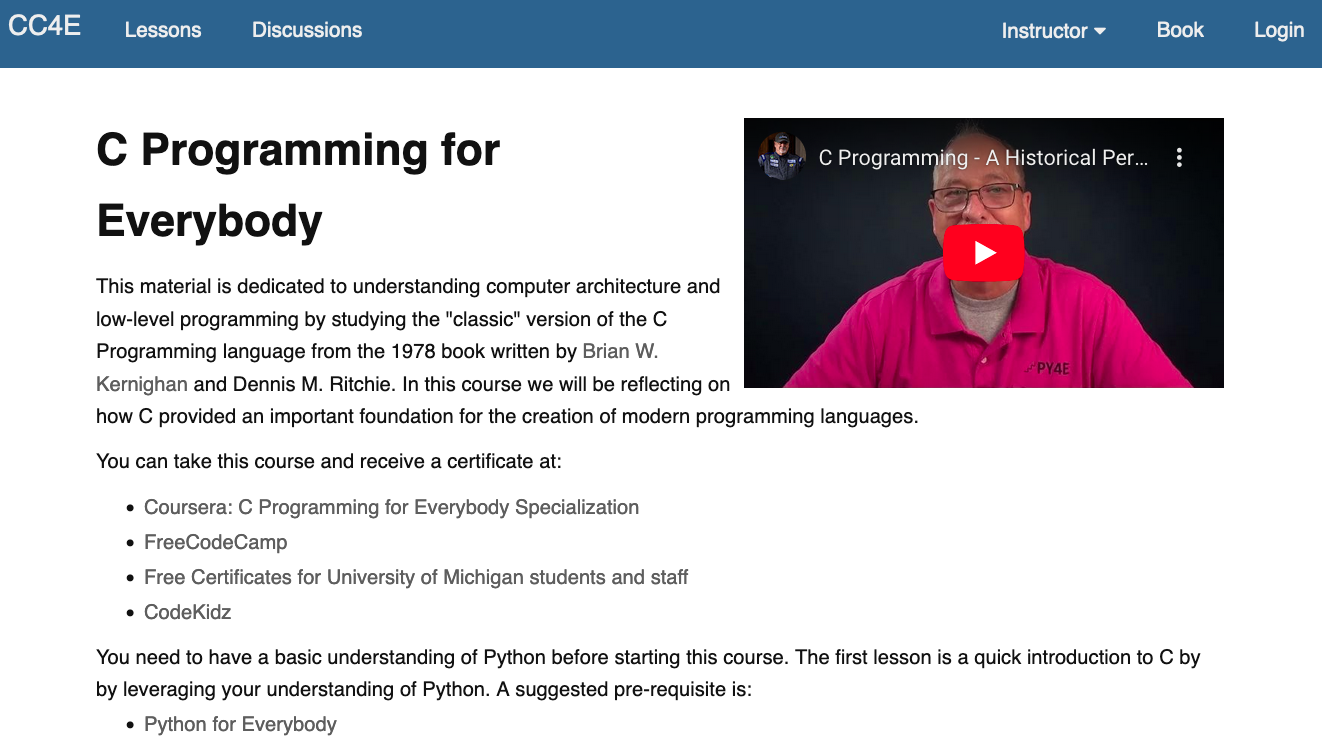 CC4E
Lessons
Discussions
Instructor
Book
Login
C Programming for
Everybody
C Programming - A Historical Per...
PY4E
This material is dedicated to understanding computer architecture and
low-level programming by studying the "classic" version of the C
Programming language from the 1978 book written by Brian W.
Kernighan and Dennis M. Ritchie. In this course we will be reflecting on
how C provided an important foundation for the creation of modern programming languages.
You can take this course and receive a certificate at:
Coursera: C Programming for Everybody Specialization
FreeCodeCamp
Free Certificates for University of Michigan students and staff
CodeKidz
You need to have a basic understanding of Python before starting this course. The first lesson is a quick introduction to C by
by leveraging your understanding of Python. A suggested pre-requisite is:
Python for Everybody